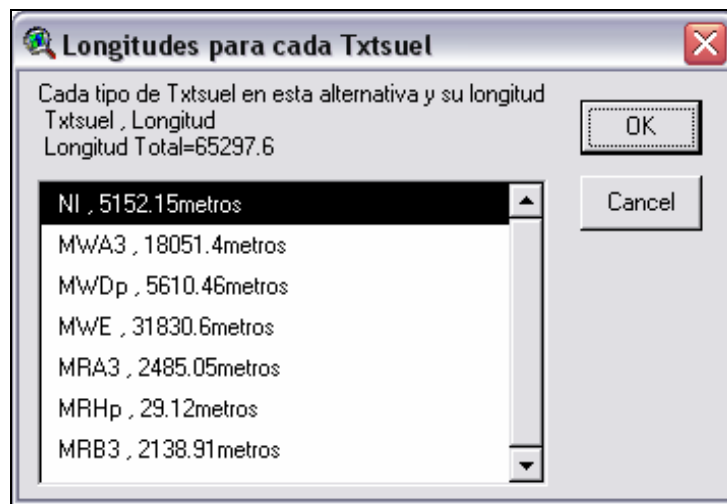 Longitudes para cada Txtsuel
Cada tipo de Txtsuel en esta alternativa y su longitud
Txtsuel , Longitud
Longitud Total=65297.6
OK
Cancel
NI , 5152.15metros
MWA3 , 18051.4metros
MWDp , 5610.46metros
MWE , 31830.6metros
MRA3 , 2485.05metros
MRHp , 29.12metros
MRB3 , 2138.91metros